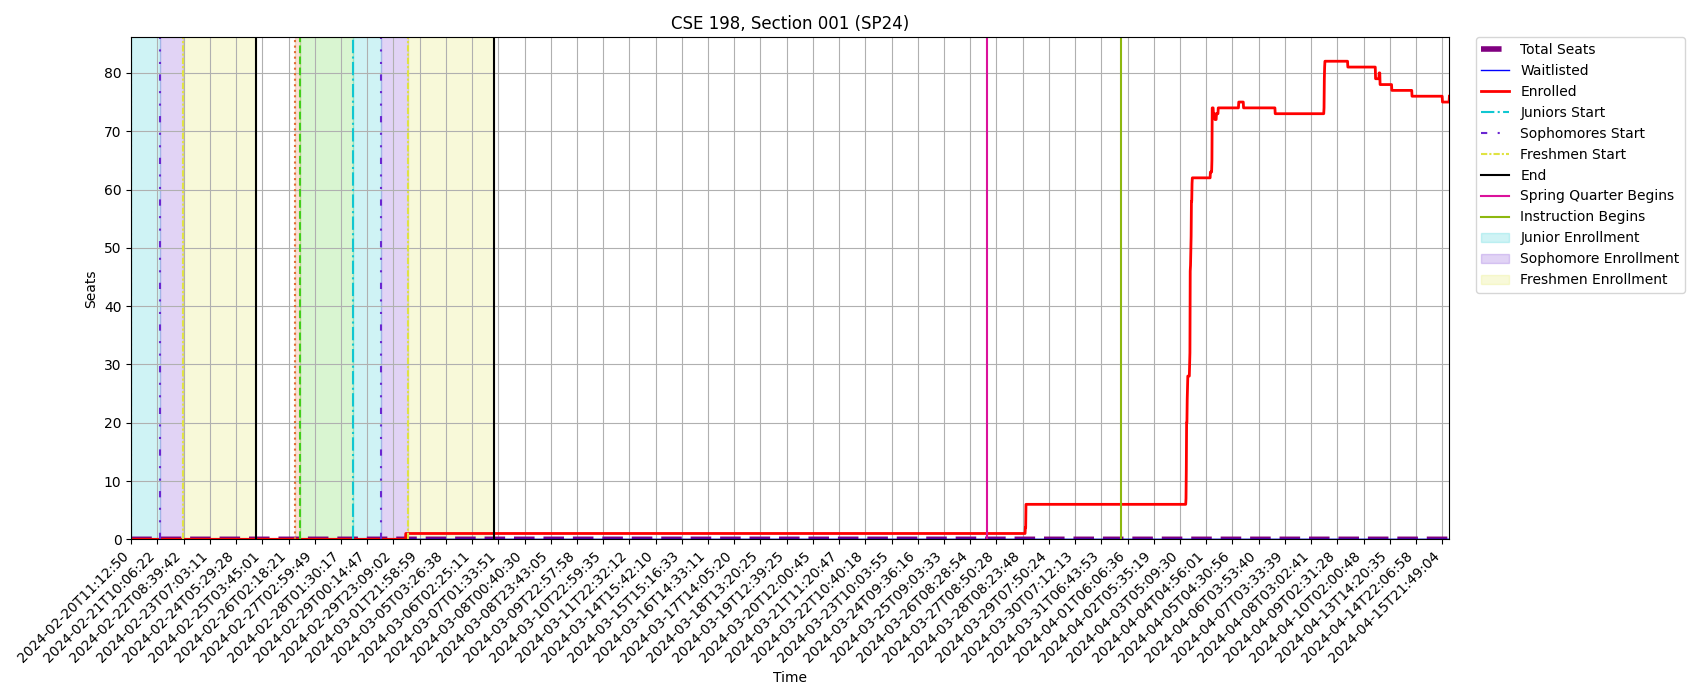 CSE 198, Section 001 (SP24)
Seats
80
70
60
50
40
30
20
10
0
2024-02-20T11:12:50
2024-02-21T10:06:22
2024-02-22T08:39:42
2024-02-23T07:03:11
2024-02-24T05:29:28
2024-02-25T03:45:01
2024-02-26T02:18:21
2024-02-27T02:59:49
2024-02-28T01:30:17
2024-02-29T00:14:47
2024-02-29T23:09:02
2024-03-01T21:58:59
2024-03-05T03:26:38
2024-03-06T02:25:11
2024-03-07T01:33:51
2024-03-08T00:40:30
2024-03-08T23:43:05
2024-03-09T22:57:58
2024-03-10T22:59:35
2024-03-11T22:32:12
2024-03-14T15:42:10
2024-03-15T15:16:33
2024-03-16T14:33:11
2024-03-17T14:05:20
2024-03-18T13:20:25
2024-03-19T12:39:25
2024-03-20T12:00:45
2024-03-21T11:20:47
2024-03-22T10:40:18
2024-03-23T10:03:55
2024-03-24T09:36:16
2024-03-25T09:03:33
2024-03-26T08:28:54
2024-03-27T08:50:28
2024-03-28T08:23:48
2024-03-29T07:50:24
2024-03-30T07:12:13
2024-03-31T06:43:53
2024-04-01T06:06:36
2024-04-02T05:35:19
2024-04-03T05:09:30
2024-04-04T04:56:01
2024-04-05T04:30:56
2024-04-06T03:53:40
2024-04-07T03:33:39
2024-04-08T03:02:41
2024-04-09T02:31:28
2024-04-10T02:00:48
2024-04-13T14:20:35
2024-04-14T22:06:58
2024-04-15T21:49:04
Time
Total Seats
Waitlisted
Enrolled
Juniors Start
Sophomores Start
Freshmen Start
End
Spring Quarter Begins
Instruction Begins
Junior Enrollment
Sophomore Enrollment
Freshmen Enrollment